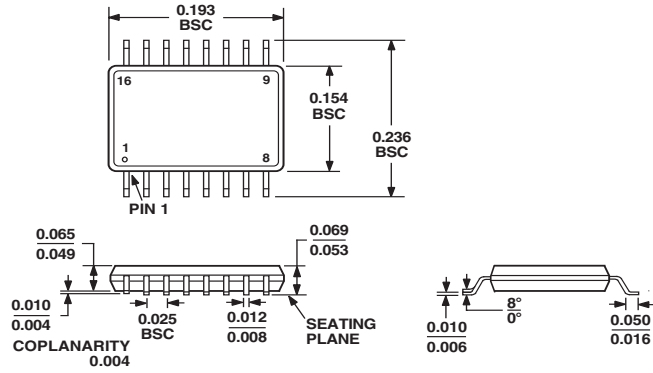 0.193
BSC
16
9
0.154
BSC
0.236
BSC
1
8
PIN 1
0.065
0.049
0.069
0.053
0.010
0.004
0.025
BSC
0.012
0.008
SEATING
PLANE
COPLANARITY
0.004
0.010
0.006
8°
0°
0.050
0.016